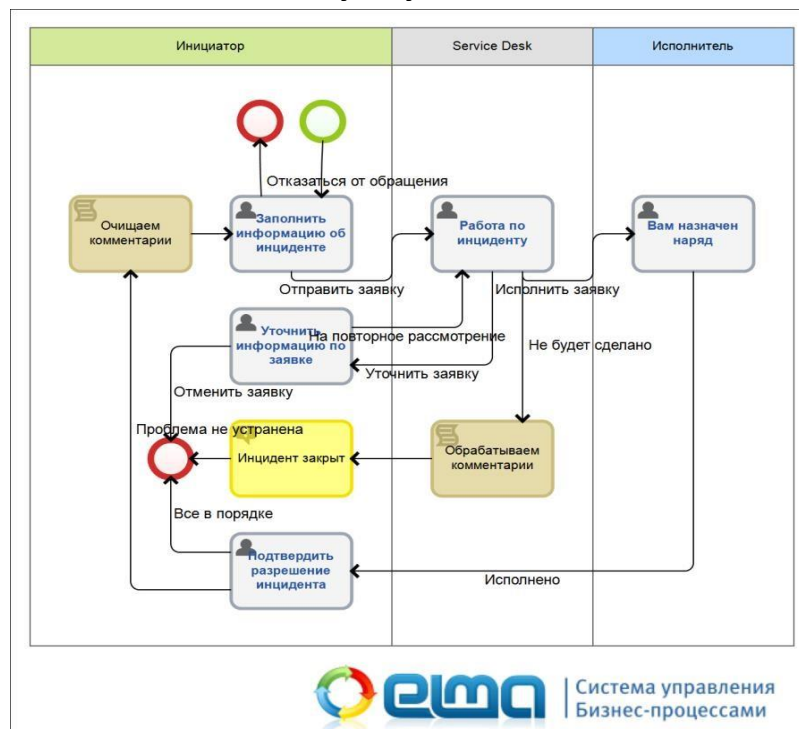 Инициатор
Service Desk
Исполнитель
Отказаться от обращения
Очищаем
комментарии
Заполнить
информацию об
инциденте
Работа по
инциденту
Вам назначен
наряд
Отправить заявку
Исполнить заявку
Уточнить
информацию по
заявке
На повторное рассмотрение
Не будет сделано
Уточнить заявку
Отменить заявку
Проблема не устранена
Инцидент закрыт
Обрабатываем
комментарии
Все в порядке
Подтвердить
разрешение
инцидента
Исполнено
elma
Система управления
Бизнес-процессами